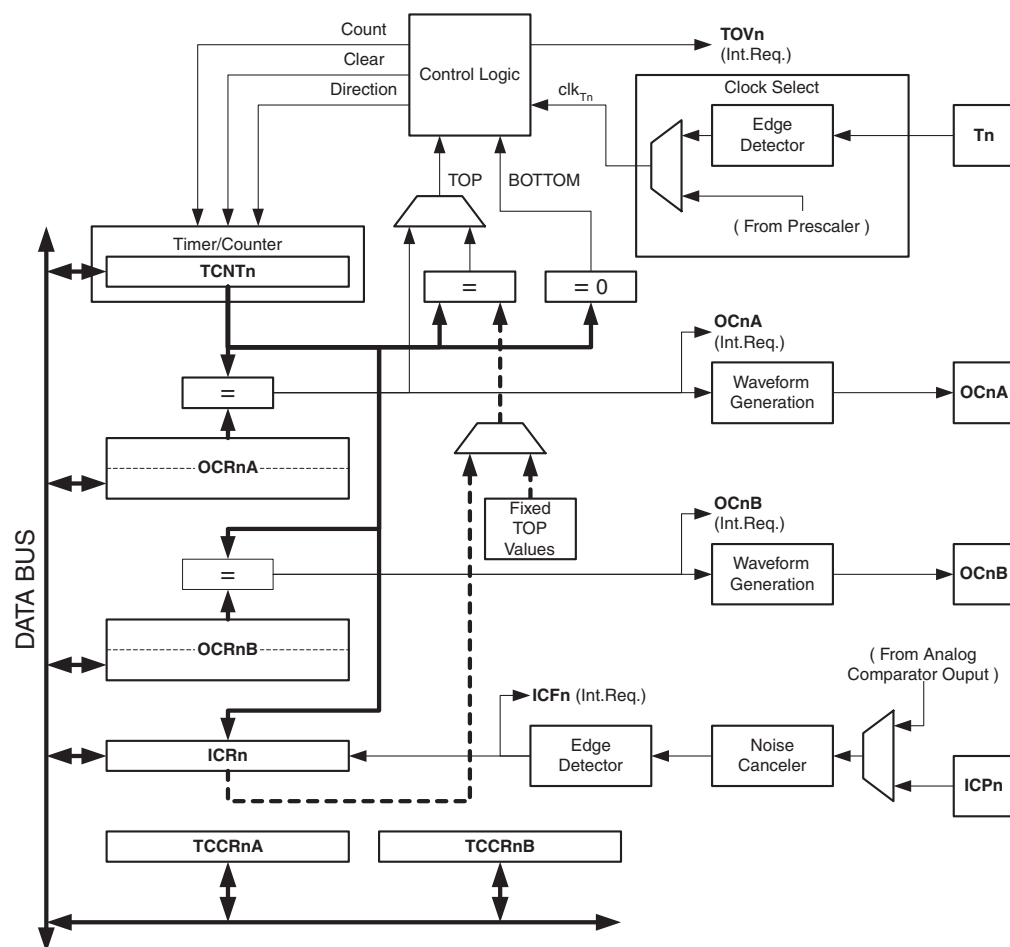 Count
Clear
Direction
Control Logic
TOVn
(Int.Req.)
clkTn
Clock Select
Edge
Detector
Tn
( From Prescaler )
TOP
BOTTOM
Timer/Counter
TCNTn
=
= 0
OCnA
(Int.Req.)
=
Waveform
Generation
OCnA
OCRnA
Fixed
TOP
Values
OCnB
(Int.Req.)
=
Waveform
Generation
OCnB
DATA BUS
OCRnB
( From Analog
Comparator Ouput )
ICFn (Int.Req.)
ICRn
Edge
Detector
Noise
Canceler
ICPn
TCCRnA
TCCRnB